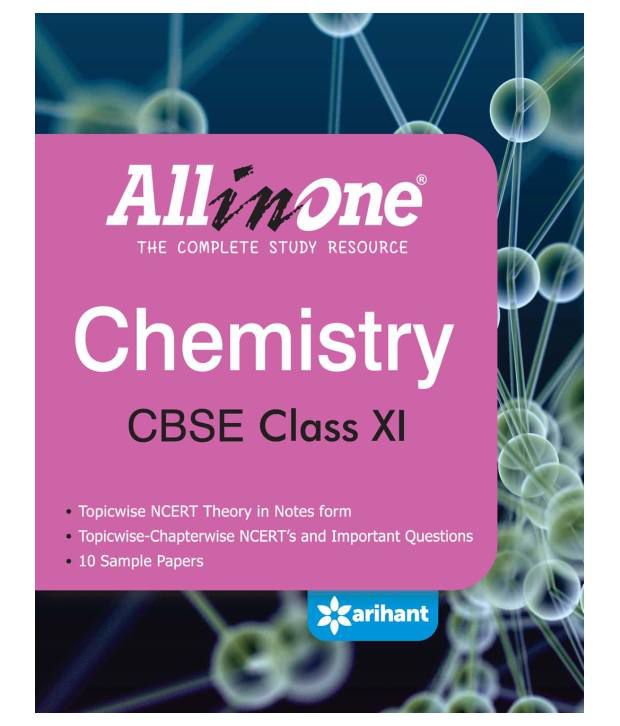 All in One®
THE COMPLETE STUDY RESOURCE
Chemistry
CBSE Class XI
• Topicwise NCERT Theory in Notes form
• Topicwise-Chapterwise NCERT's and Important Questions
• 10 Sample Papers
arihant